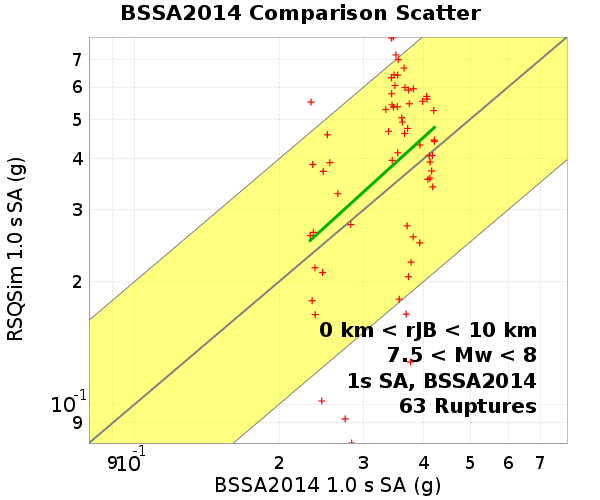 BSSA2014 Comparison Scatter
RSQSim 1.0 s SA (g)
7
6
5
4
3
2
10-1
9
0 km < rJB < 10 km
7.5 < Mw < 8
1s SA, BSSA2014
63 Ruptures
9 10-1 2 3 4 5 6 7
BSSA2014 1.0 s SA (g)